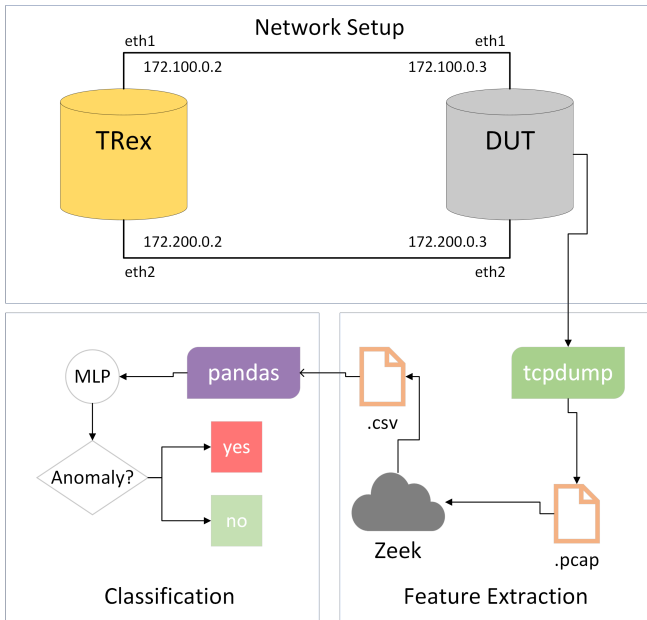 Network Setup
eth1
eth1
172.100.0.2
172.100.0.3
TRex
DUT
172.200.0.2
172.200.0.3
eth2
eth2
MLP
pandas
.csv
tcpdump
Anomaly?
yes
no
Zeek
.pcap
Classification
Feature Extraction